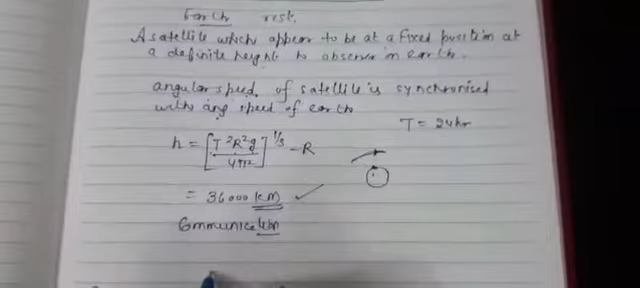 Earth rest.
A satellite which appear to be at a fixed position at
a definite height to observer in earth.
angular speed of satellite is synchronised
with ang speed of earth
T = 24hr
h = [T²R²g / 4π²]^1/3 - R
= 36000 km ✓
Communication